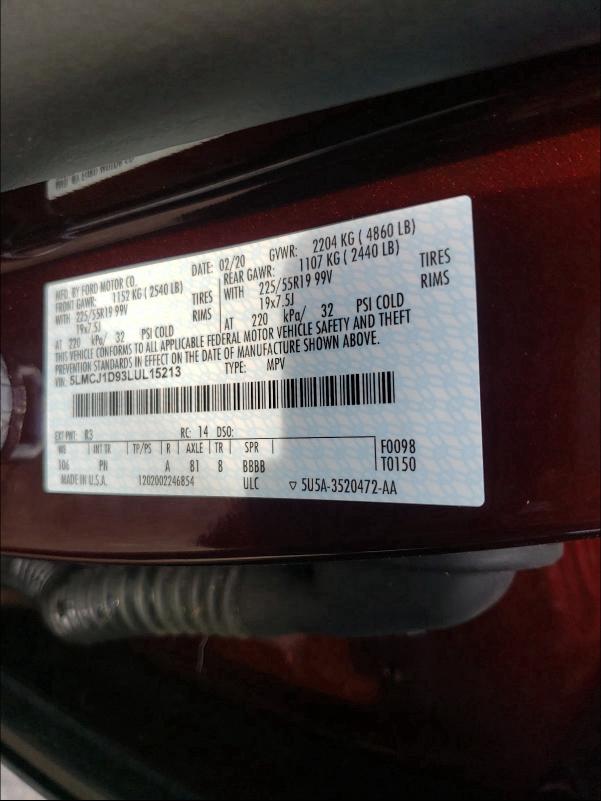 MFD. BY FORD MOTOR CO.
DATE: 02/20
GVWR: 2204 KG ( 4860 LB)
FRONT GAWR: 1152 KG ( 2540 LB)
REAR GAWR: 1107 KG ( 2440 LB)
WITH 225/55R19 99V TIRES
WITH 225/55R19 99V TIRES
19x7.5J RIMS
19x7.5J RIMS
AT 220 kPa/ 32 PSI COLD
AT 220 kPa/ 32 PSI COLD
THIS VEHICLE CONFORMS TO ALL APPLICABLE FEDERAL MOTOR VEHICLE SAFETY AND THEFT
PREVENTION STANDARDS IN EFFECT ON THE DATE OF MANUFACTURE SHOWN ABOVE.
VIN: 5LMCJ1D93LUL15213
TYPE: MPV
EXT PNT: R3 RC: 14 DSO:
WB INT TR TP/PS R AXLE TR SPR
106 PN A 81 8 BBBB
F0098
T0150
MADE IN U.S.A. 1202002246854 ULC ▽ 5U5A-3520472-AA